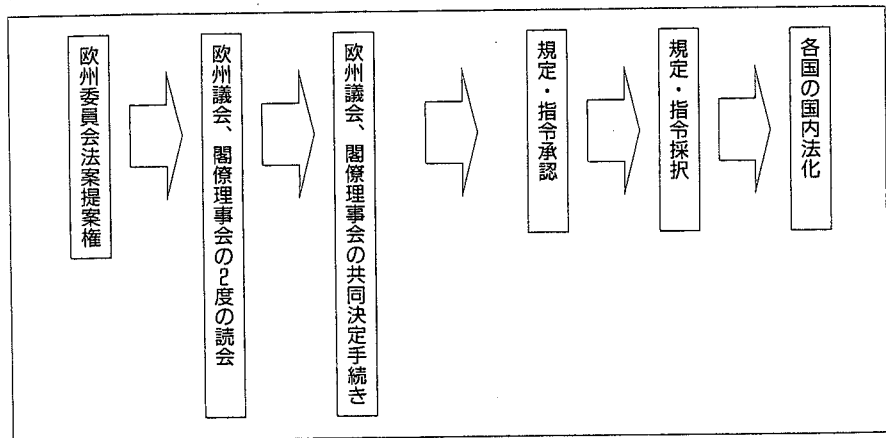 欧州委員会法案提案権
欧州議会、閣僚理事会の2度の読会
欧州議会、閣僚理事会の共同決定手続き
規定・指令承認
規定・指令採択
各国の国内法化